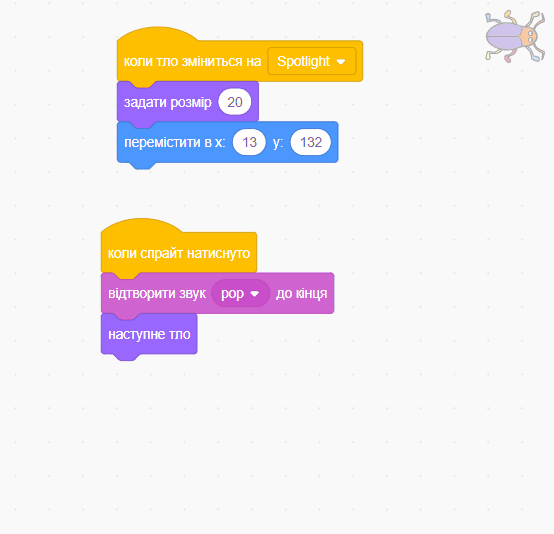 коли тло зміниться на Spotlight
задати розмір 20
перемістити в x: 13 y: 132
коли спрайт натиснуто
відтворити звук pop до кінця
наступне тло